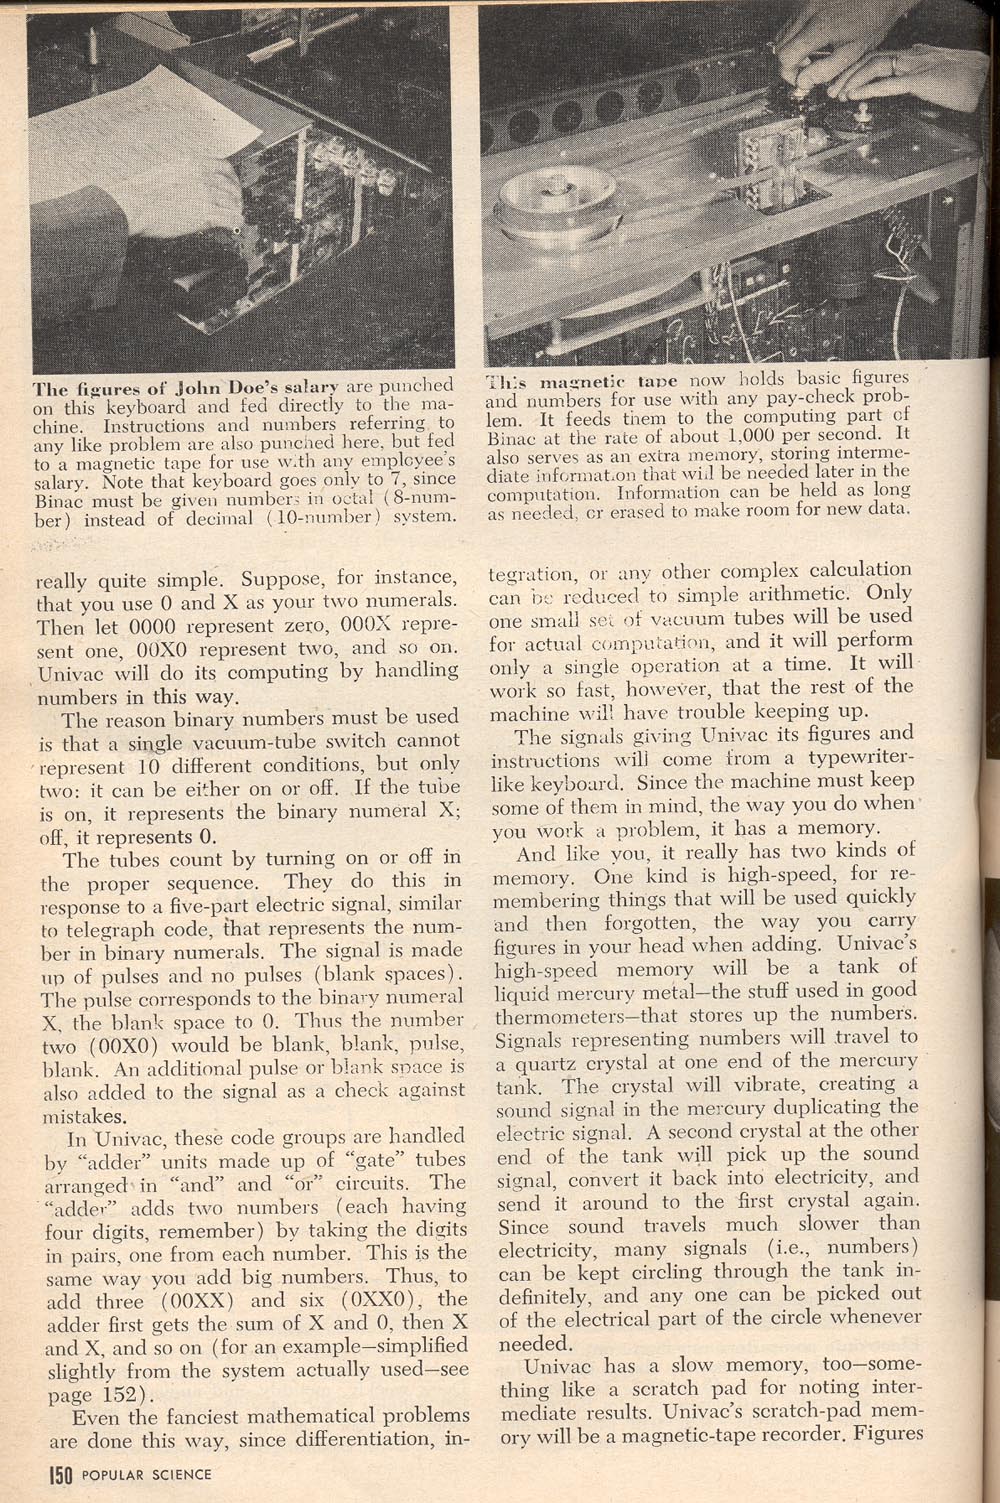 The figures of John Doe's salary are punched
on this keyboard and fed directly to the ma-
chine. Instructions and numbers referring to
any like problem are also punched here, but fed
to a magnetic tape for use with any employee's
salary. Note that keyboard goes only to 7, since
Binac must be given numbers in octal (8-num-
ber) instead of decimal (10-number) system.
This magnetic tape now holds basic figures
and numbers for use with any pay-check prob-
lem. It feeds them to the computing part of
Binac at the rate of about 1,000 per second. It
also serves as an extra memory, storing interme-
diate information that will be needed later in the
computation. Information can be held as long
as needed, or erased to make room for new data.
really quite simple. Suppose, for instance,
that you use 0 and X as your two numerals.
Then let 0000 represent zero, 000X repre-
sent one, 00X0 represent two, and so on.
Univac will do its computing by handling
numbers in this way.
The reason binary numbers must be used
is that a single vacuum-tube switch cannot
represent 10 different conditions, but only
two: it can be either on or off. If the tube
is on, it represents the binary numeral X;
off, it represents 0.
The tubes count by turning on or off in
the proper sequence. They do this in
response to a five-part electric signal, similar
to telegraph code, that represents the num-
ber in binary numerals. The signal is made
up of pulses and no pulses (blank spaces).
The pulse corresponds to the binary numeral
X, the blank space to 0. Thus the number
two (00X0) would be blank, blank, pulse,
blank. An additional pulse or blank space is
also added to the signal as a check against
mistakes.
In Univac, these code groups are handled
by "adder" units made up of "gate" tubes
arranged in "and" and "or" circuits. The
"adder" adds two numbers (each having
four digits, remember) by taking the digits
in pairs, one from each number. This is the
same way you add big numbers. Thus, to
add three (00XX) and six (0XX0), the
adder first gets the sum of X and 0, then X
and X, and so on (for an example—simplified
slightly from the system actually used—see
page 152).
Even the fanciest mathematical problems
are done this way, since differentiation, in-
tegration, or any other complex calculation
can be reduced to simple arithmetic. Only
one small set of vacuum tubes will be used
for actual computation, and it will perform
only a single operation at a time. It will
work so fast, however, that the rest of the
machine will have trouble keeping up.
The signals giving Univac its figures and
instructions will come from a typewriter-
like keyboard. Since the machine must keep
some of them in mind, the way you do when
you work a problem, it has a memory.
And like you, it really has two kinds of
memory. One kind is high-speed, for re-
membering things that will be used quickly
and then forgotten, the way you carry
figures in your head when adding. Univac's
high-speed memory will be a tank of
liquid mercury metal—the stuff used in good
thermometers—that stores up the numbers.
Signals representing numbers will travel to
a quartz crystal at one end of the mercury
tank. The crystal will vibrate, creating a
sound signal in the mercury duplicating the
electric signal. A second crystal at the other
end of the tank will pick up the sound
signal, convert it back into electricity, and
send it around to the first crystal again.
Since sound travels much slower than
electricity, many signals (i.e., numbers)
can be kept circling through the tank in-
definitely, and any one can be picked out
of the electrical part of the circle whenever
needed.
Univac has a slow memory, too—some-
thing like a scratch pad for noting inter-
mediate results. Univac's scratch-pad mem-
ory will be a magnetic-tape recorder. Figures
150 POPULAR SCIENCE